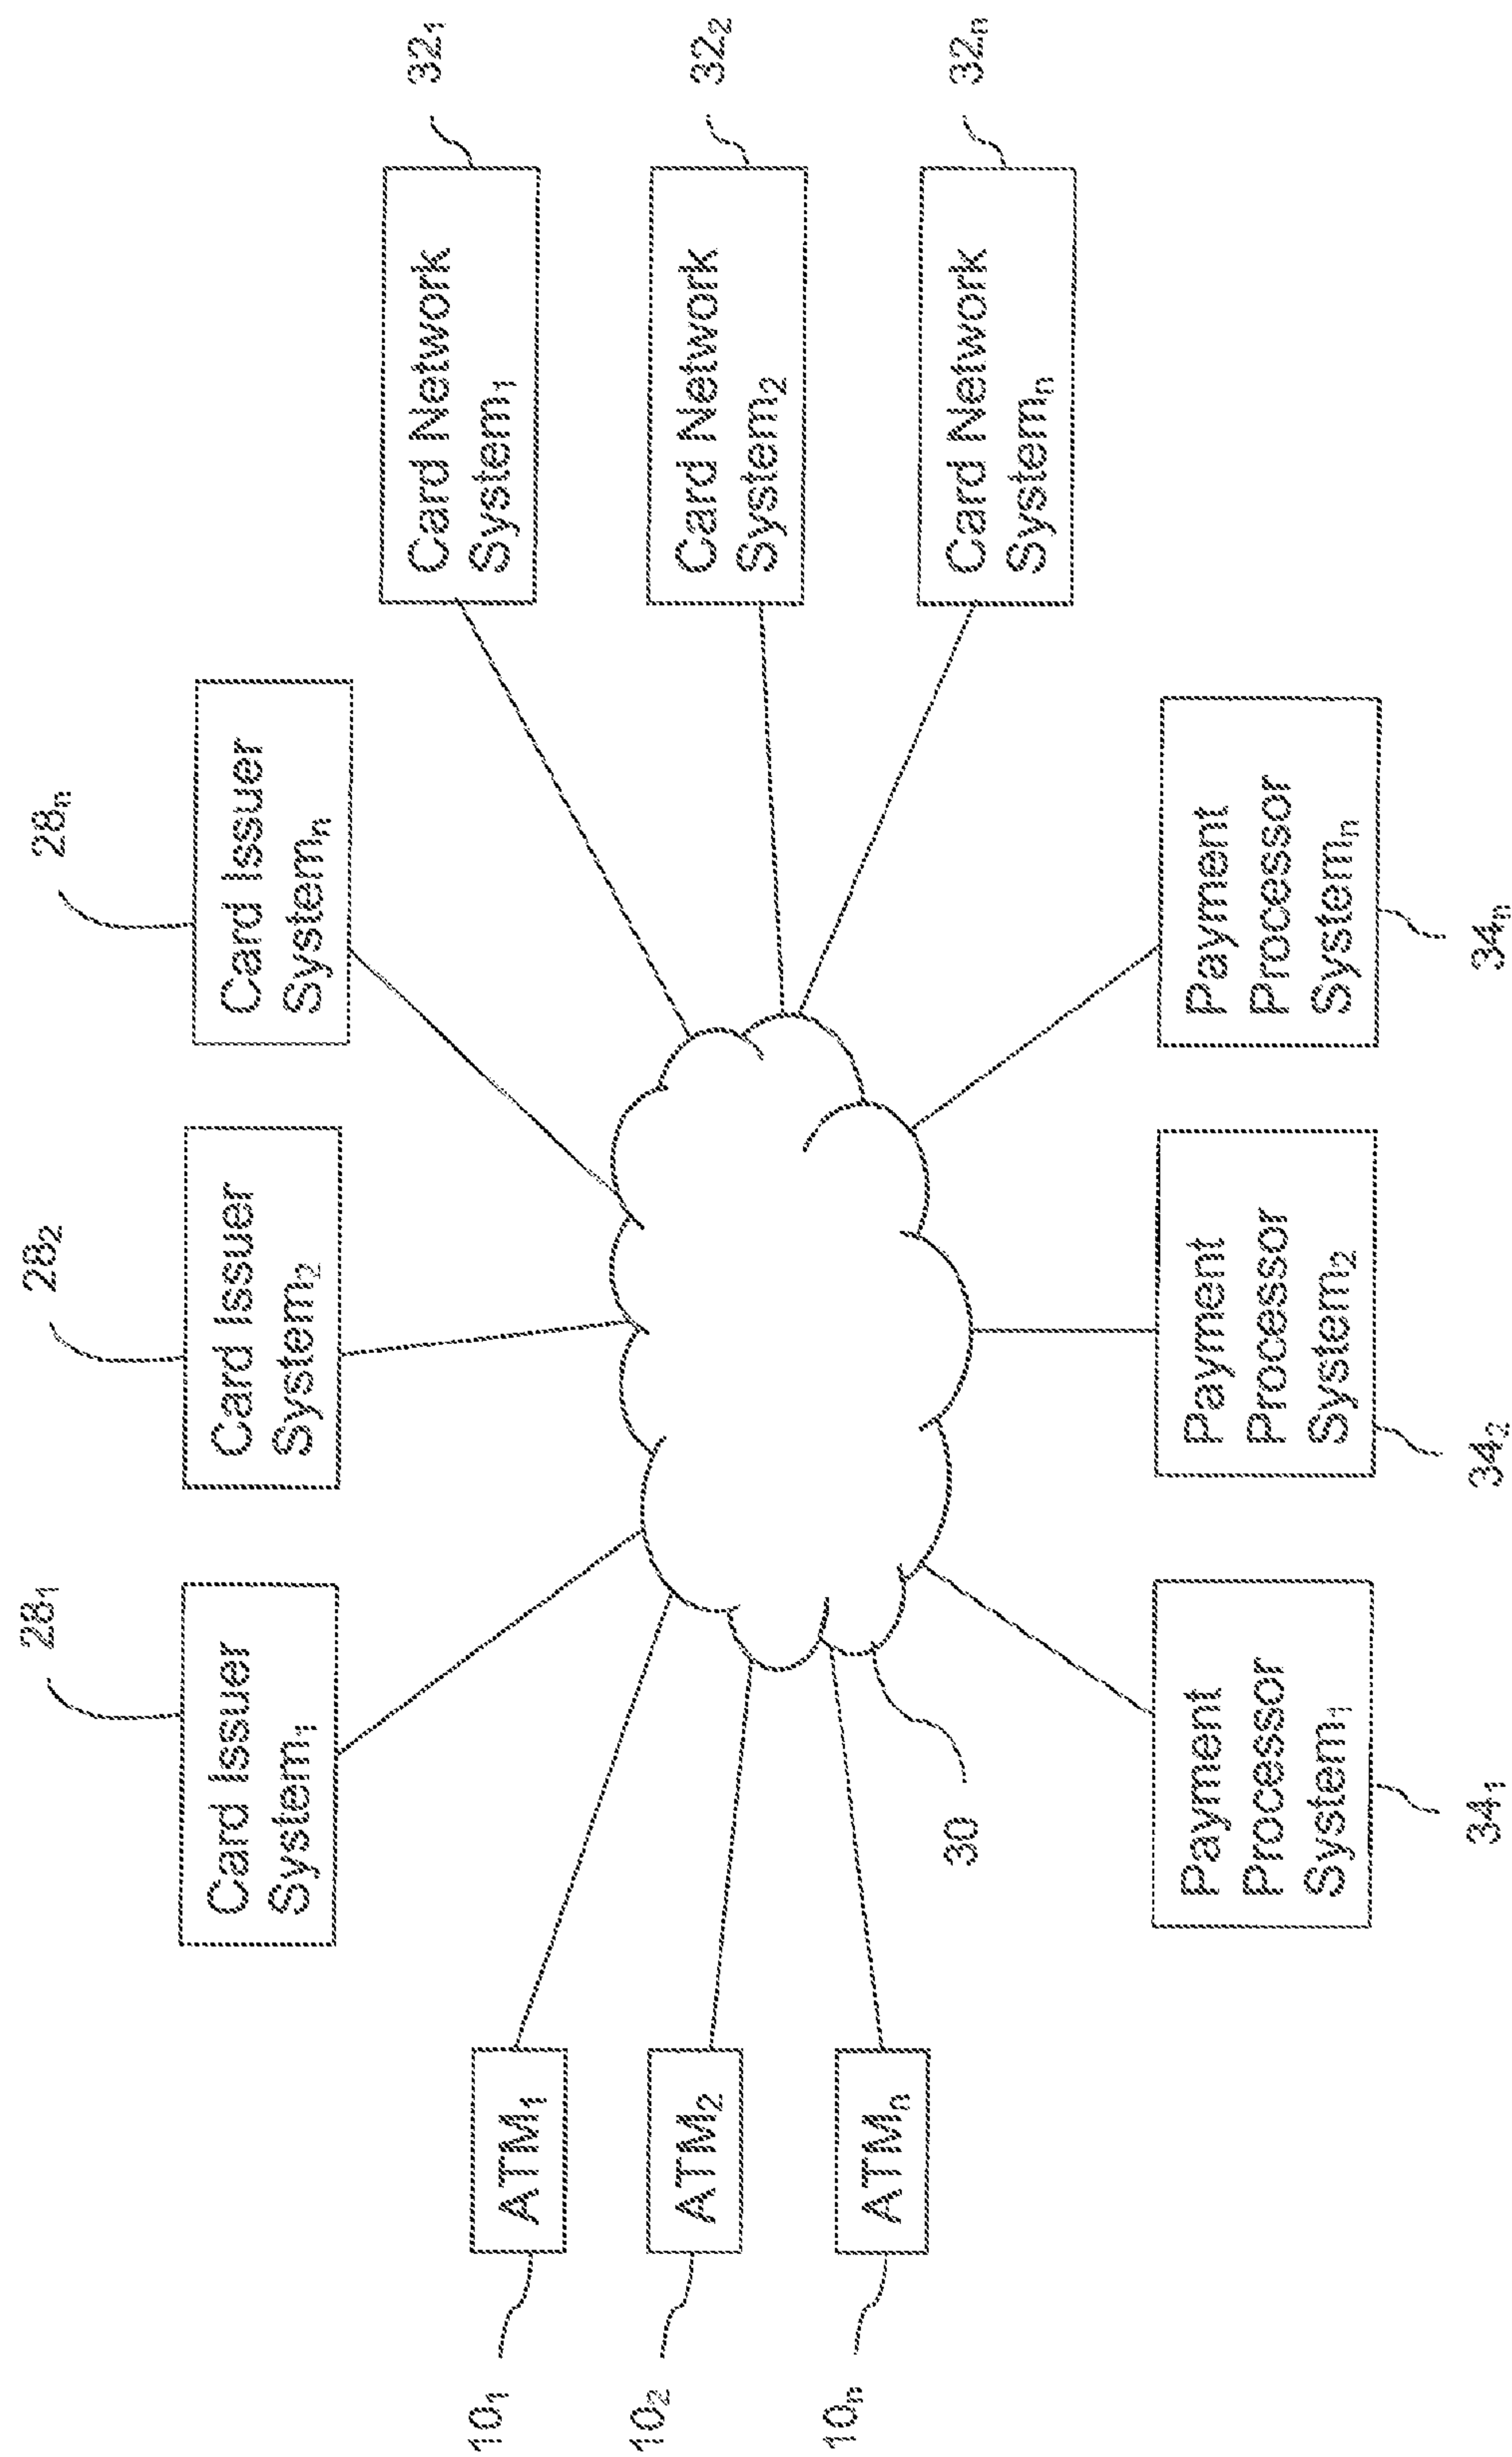 28₁
28₂
28ₙ
Card Issuer
System₁
Card Issuer
System₂
Card Issuer
Systemₙ
32₁
Card Network
System₁
32₂
Card Network
System₂
32ₙ
Card Network
Systemₙ
10₁
ATM₁
10₂
ATM₂
10ₙ
ATMₙ
30
Payment
Processor
System₁
Payment
Processor
System₂
Payment
Processor
Systemₙ
34₁
34₂
34ₙ